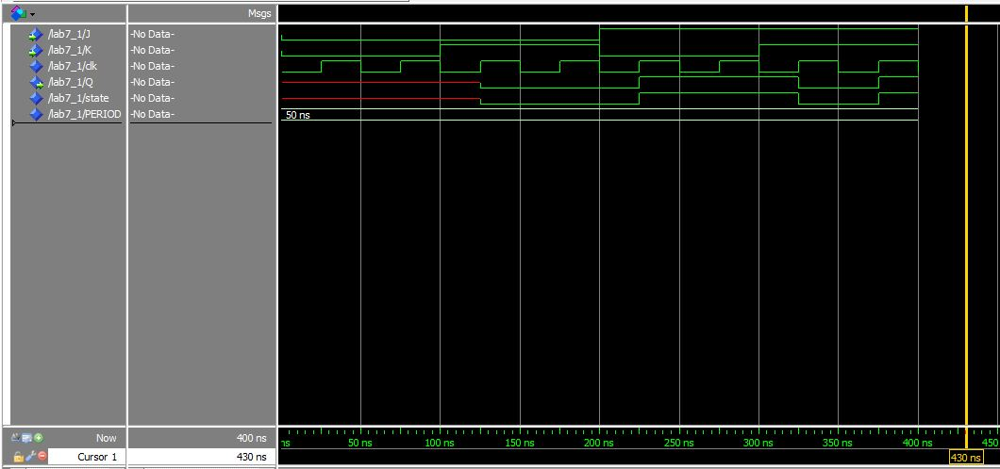 Msgs
/lab7_1/J -No Data-
/lab7_1/K -No Data-
/lab7_1/clk -No Data-
/lab7_1/Q -No Data-
/lab7_1/state -No Data-
/lab7_1/PERIOD -No Data- 50 ns
Now 400 ns ns 50 ns 100 ns 150 ns 200 ns 250 ns 300 ns 350 ns 400 ns 450
Cursor 1 430 ns 430 ns